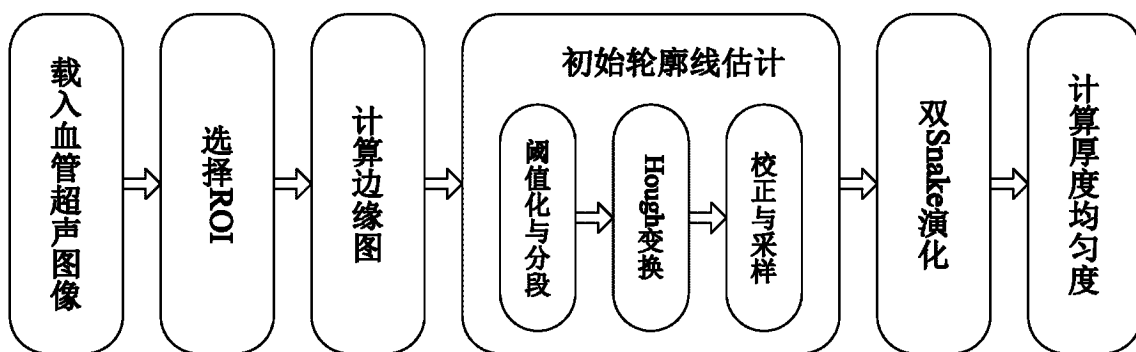 载入血管超声图像
选择ROI
计算边缘图
初始轮廓线估计
阈值化与分段
Hough变换
校正与采样
双Snake演化
计算厚度均匀度